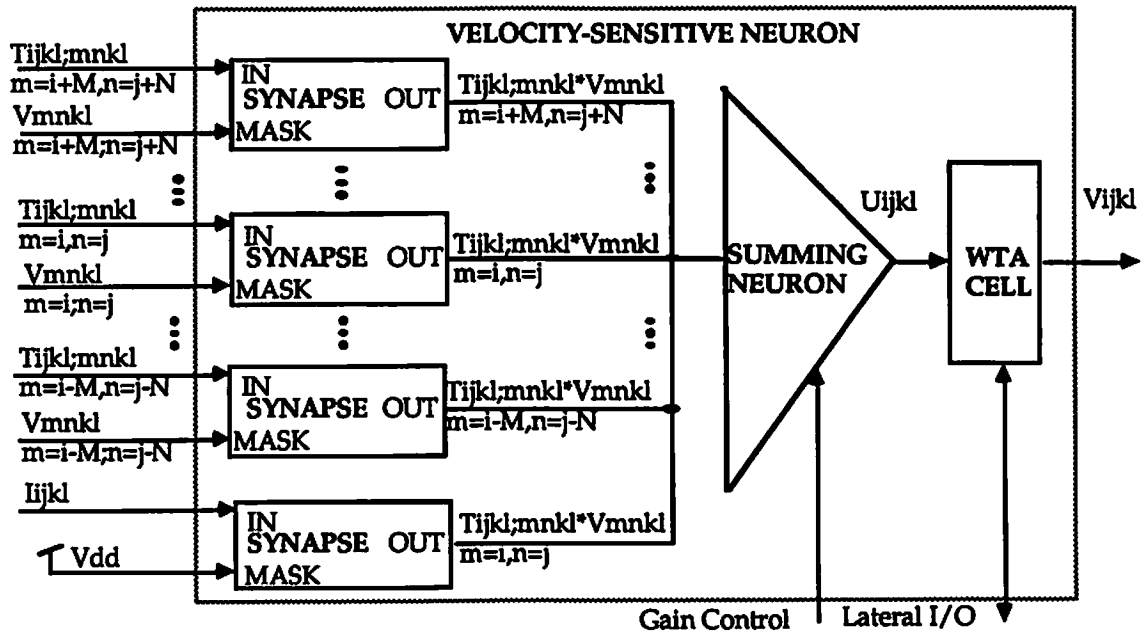 VELOCITY-SENSITIVE NEURON
Tijkl;mnkl
m=i+M,n=j+N
Vmnkl
m=i+M;n=j+N
IN
SYNAPSE OUT
MASK
Tijkl;mnkl*Vmnkl
m=i+M,n=j+N
Tijkl;mnkl
m=i,n=j
Vmnkl
m=i;n=j
IN
SYNAPSE OUT
MASK
Tijkl;mnkl*Vmnkl
m=i,n=j
Tijkl;mnkl
m=i-M,n=j-N
Vmnkl
m=i-M;n=j-N
IN
SYNAPSE OUT
MASK
Tijkl;mnkl*Vmnkl
m=i-M,n=j-N
Iijkl
Vdd
IN
SYNAPSE OUT
MASK
Tijkl;mnkl*Vmnkl
m=i,n=j
SUMMING
NEURON
Uijkl
WTA
CELL
Vijkl
Gain Control
Lateral I/O